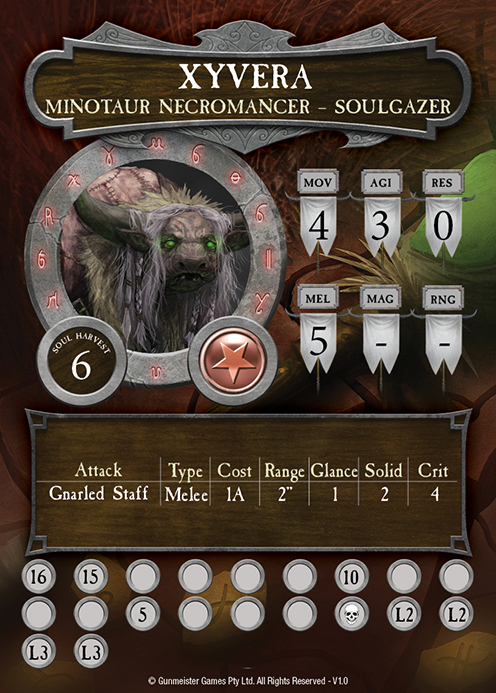 XYVERA
MINOTAUR NECROMANCER – SOULGAZER
MOV AGI RES
4 3 0
MEL MAG RNG
5 - -
SOUL HARVEST
6
Attack Type Cost Range Glance Solid Crit
Gnarled Staff Melee 1A 2" 1 2 4
16 15 10
5 L2 L2
L3 L3
© Gunmeister Games Pty Ltd. All Rights Reserved - V1.0